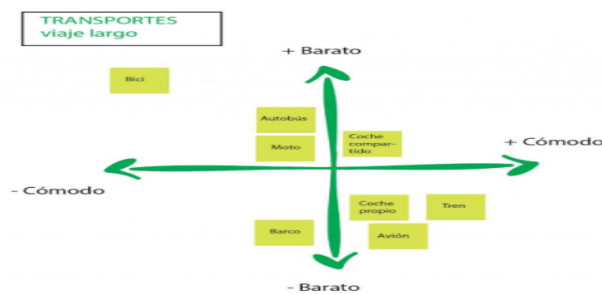 TRANSPORTES
viaje largo
+ Barato
Bici
Autobús
Moto
Coche
compar-
tido
+ Cómodo
- Cómodo
Coche
propio
Tren
Barco
Avión
- Barato